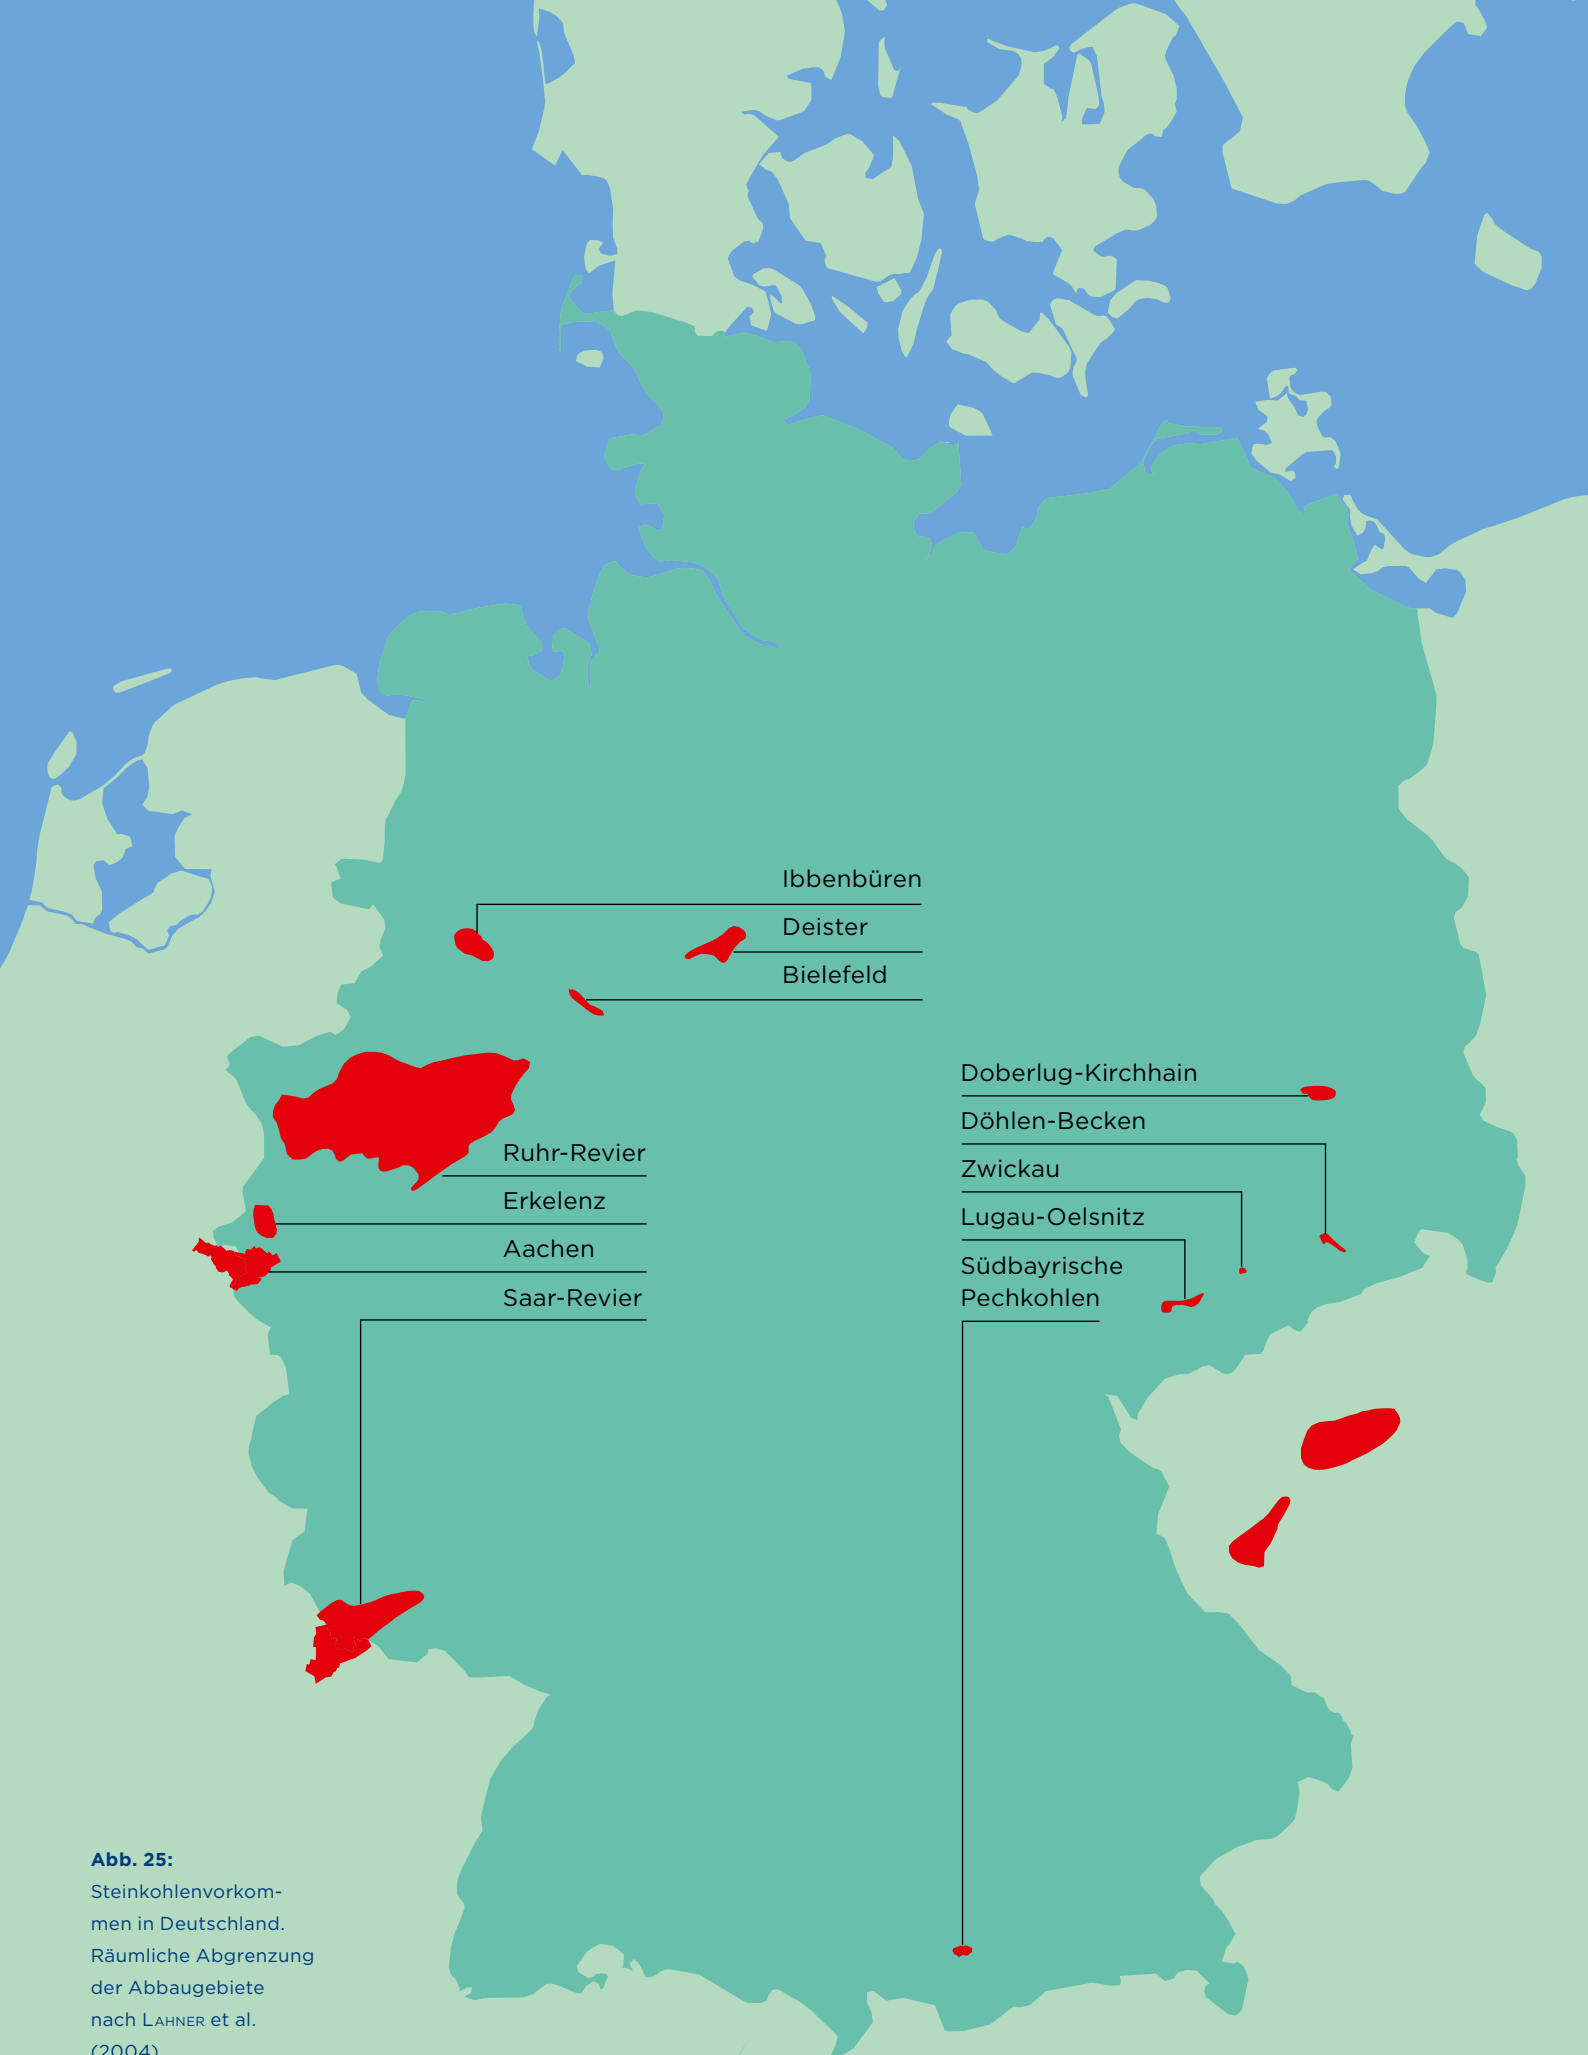 Ibbenbüren
Deister
Bielefeld
Doberlug-Kirchhain
Döhlen-Becken
Zwickau
Lugau-Oelsnitz
Südbayrische
Pechkohlen
Ruhr-Revier
Erkelenz
Aachen
Saar-Revier
Abb. 25:
Steinkohlenvorkom-
men in Deutschland.
Räumliche Abgrenzung
der Abbaugebiete
nach Lahner et al.
(2004)